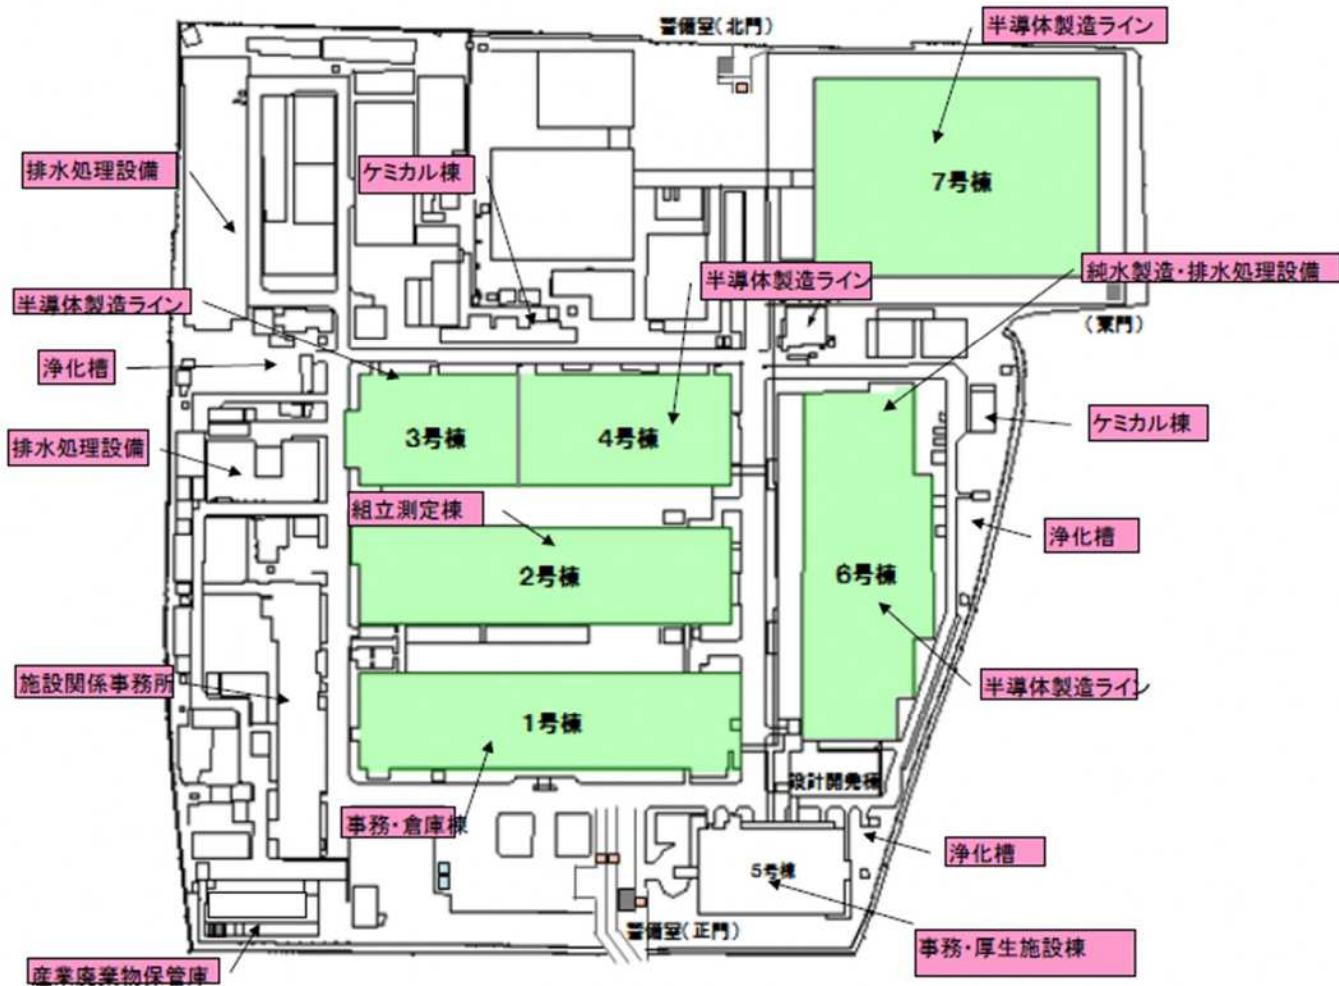 警備室(北門)
半導体製造ライン
排水処理設備
ケミカル棟
7号棟
半導体製造ライン
純水製造・排水処理設備
半導体製造ライン
(東門)
浄化槽
ケミカル棟
3号棟
4号棟
排水処理設備
組立測定棟
浄化槽
2号棟
6号棟
施設関係事務所
半導体製造ライン
1号棟
設計開発棟
事務・倉庫棟
浄化槽
5号棟
警備室(正門)
事務・厚生施設棟
産業廃棄物保管庫